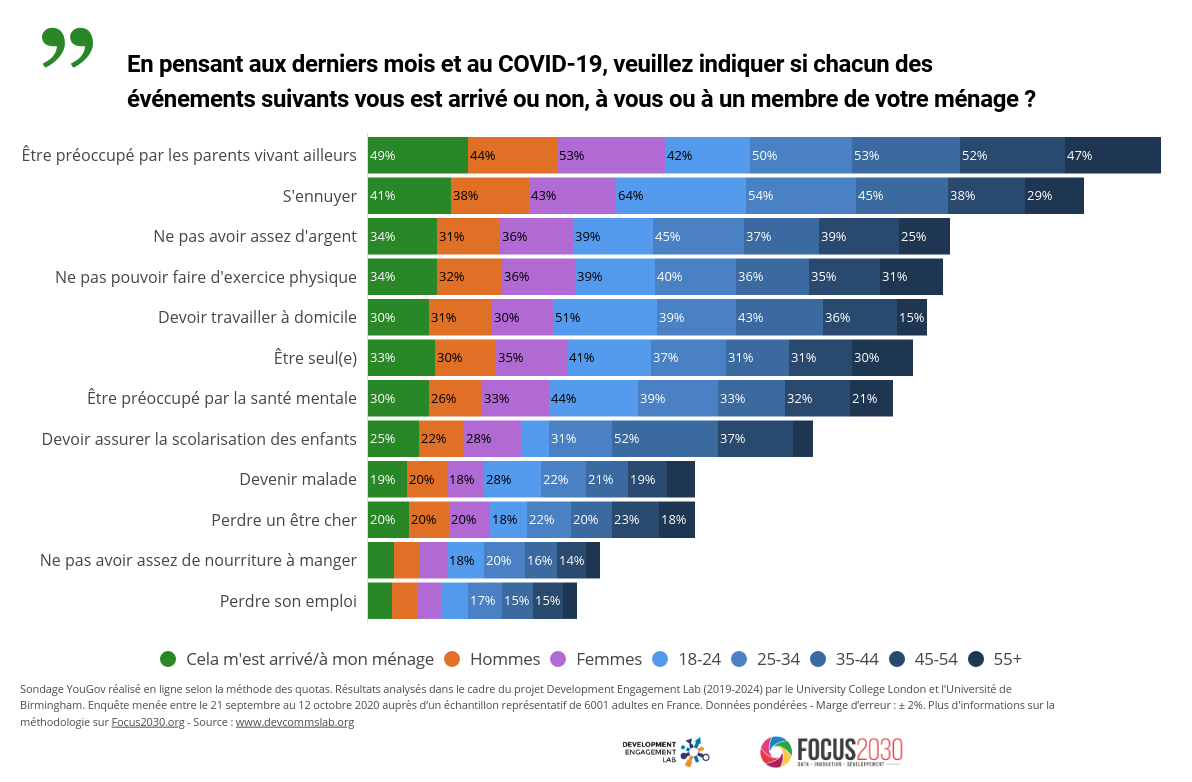 ”
En pensant aux derniers mois et au COVID-19, veuillez indiquer si chacun des
événements suivants vous est arrivé ou non, à vous ou à un membre de votre ménage ?
Être préoccupé par les parents vivant ailleurs 49% 44% 53% 42% 50% 53% 52% 47%
S'ennuyer 41% 38% 43% 64% 54% 45% 38% 29%
Ne pas avoir assez d'argent 34% 31% 36% 39% 45% 37% 39% 25%
Ne pas pouvoir faire d'exercice physique 34% 32% 36% 39% 40% 36% 35% 31%
Devoir travailler à domicile 30% 31% 30% 51% 39% 43% 36% 15%
Être seul(e) 33% 30% 35% 41% 37% 31% 31% 30%
Être préoccupé par la santé mentale 30% 26% 33% 44% 39% 33% 32% 21%
Devoir assurer la scolarisation des enfants 25% 22% 28% 31% 52% 37%
Devenir malade 19% 20% 18% 28% 22% 21% 19%
Perdre un être cher 20% 20% 20% 18% 22% 20% 23% 18%
Ne pas avoir assez de nourriture à manger 18% 20% 16% 14%
Perdre son emploi 17% 15% 15%
Cela m'est arrivé/à mon ménage Hommes Femmes 18-24 25-34 35-44 45-54 55+
Sondage YouGov réalisé en ligne selon la méthode des quotas. Résultats analysés dans le cadre du projet Development Engagement Lab (2019-2024) par le University College London et l'Université de
Birmingham. Enquête menée entre le 21 septembre au 12 octobre 2020 auprès d’un échantillon représentatif de 6001 adultes en France. Données pondérées - Marge d’erreur : ± 2%. Plus d'informations sur la
méthodologie sur Focus2030.org - Source : www.devcommslab.org
DEVELOPMENT
ENGAGEMENT
LAB
FOCUS2030
DATA · INNOVATION · DÉVELOPPEMENT